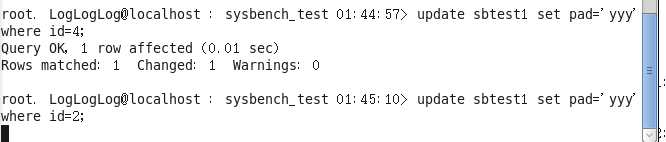 root. LogLogLog@localhost : sysbench_test 01:44:57> update sbtest1 set pad='yyy'
where id=4;
Query OK, 1 row affected (0.01 sec)
Rows matched: 1 Changed: 1 Warnings: 0
root. LogLogLog@localhost : sysbench_test 01:45:10> update sbtest1 set pad='yyy'
where id=2;